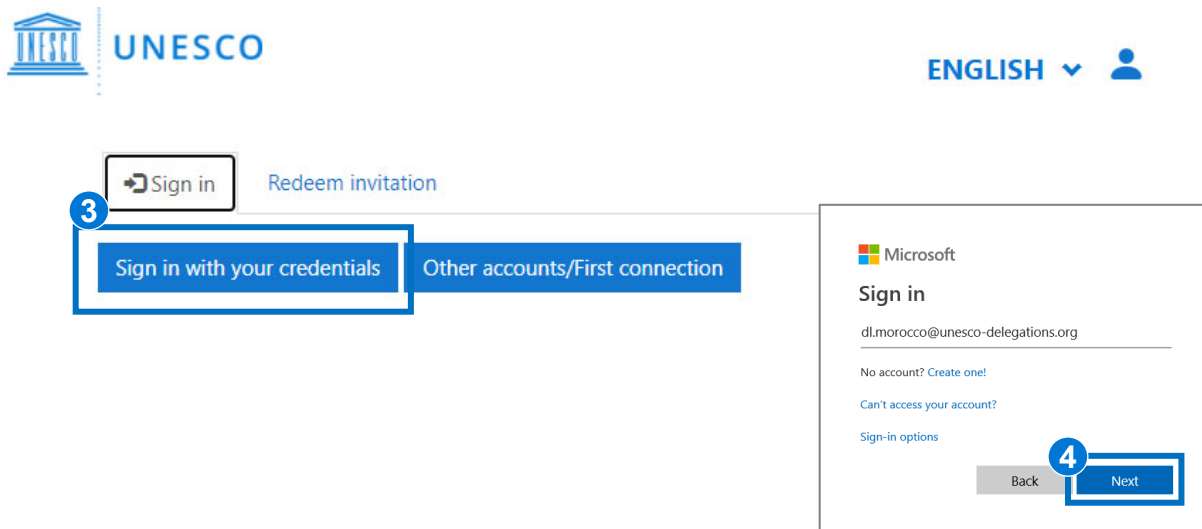 UNESCO
UNESCO
ENGLISH
Sign in
Redeem invitation
3
Sign in with your credentials
Other accounts/First connection
Microsoft
Sign in
dl.morocco@unesco-delegations.org
No account? Create one!
Can't access your account?
Sign-in options
4
Back
Next